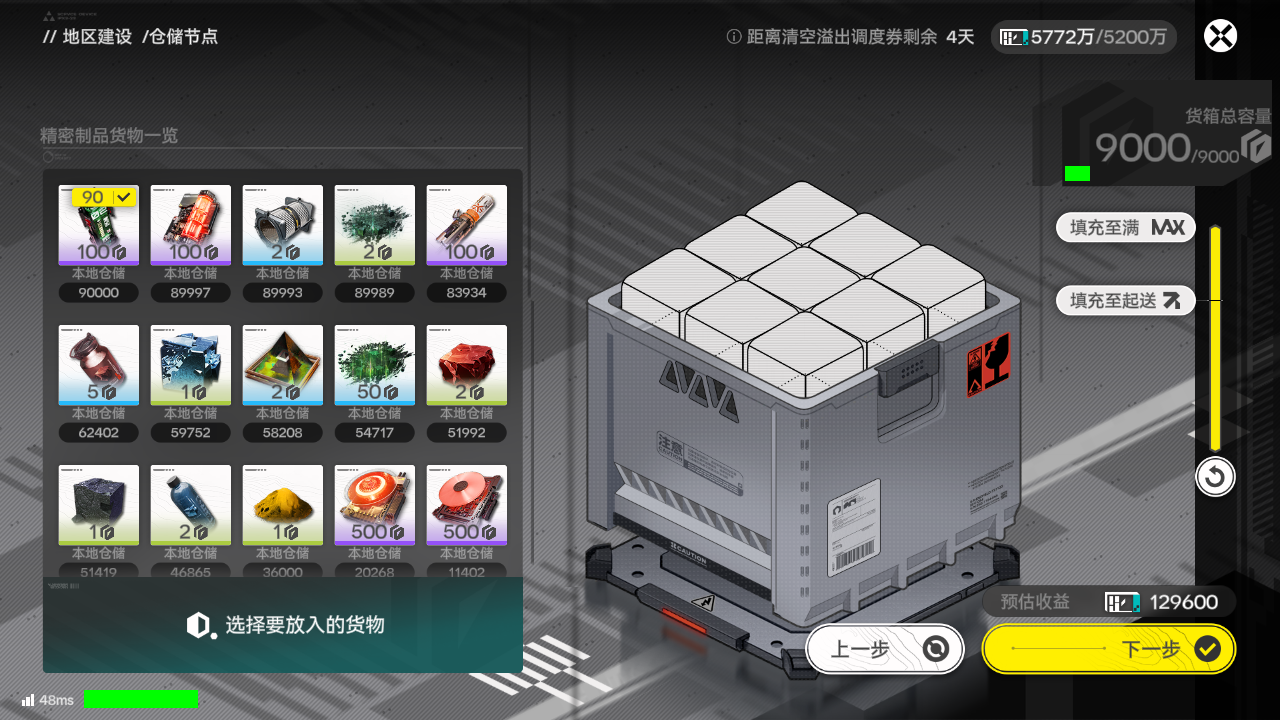 // 地区建设 /仓储节点
距离清空溢出调度券剩余 4天
5772万/5200万
货箱总容量
9000/9000
精密制品货物一览
90
100 100 2 2 100
本地仓储 本地仓储 本地仓储 本地仓储 本地仓储
90000 89997 89993 89989 83934
5 1 2 50 2
本地仓储 本地仓储 本地仓储 本地仓储 本地仓储
62402 59752 58208 54717 51992
1 2 1 500 500
本地仓储 本地仓储 本地仓储 本地仓储 本地仓储
51419 46865 36000 20268 11402
选择要放入的货物
填充至满 MAX
填充至起送
注意
CAUTION
CAUTION
预估收益 129600
上一步
下一步
48ms